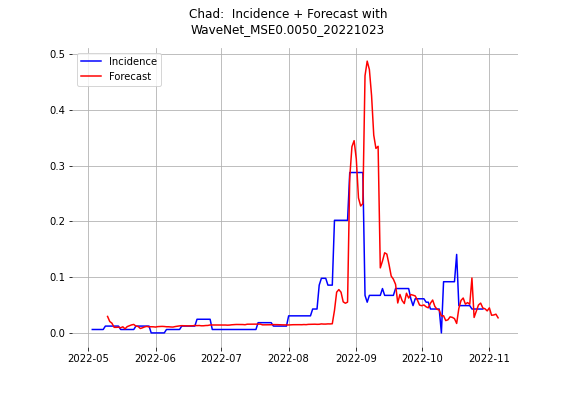 Chad:  Incidence + Forecast with
WaveNet_MSE0.0050_20221023
Incidence
Forecast
0.5
0.4
0.3
0.2
0.1
0.0
2022-05 2022-06 2022-07 2022-08 2022-09 2022-10 2022-11